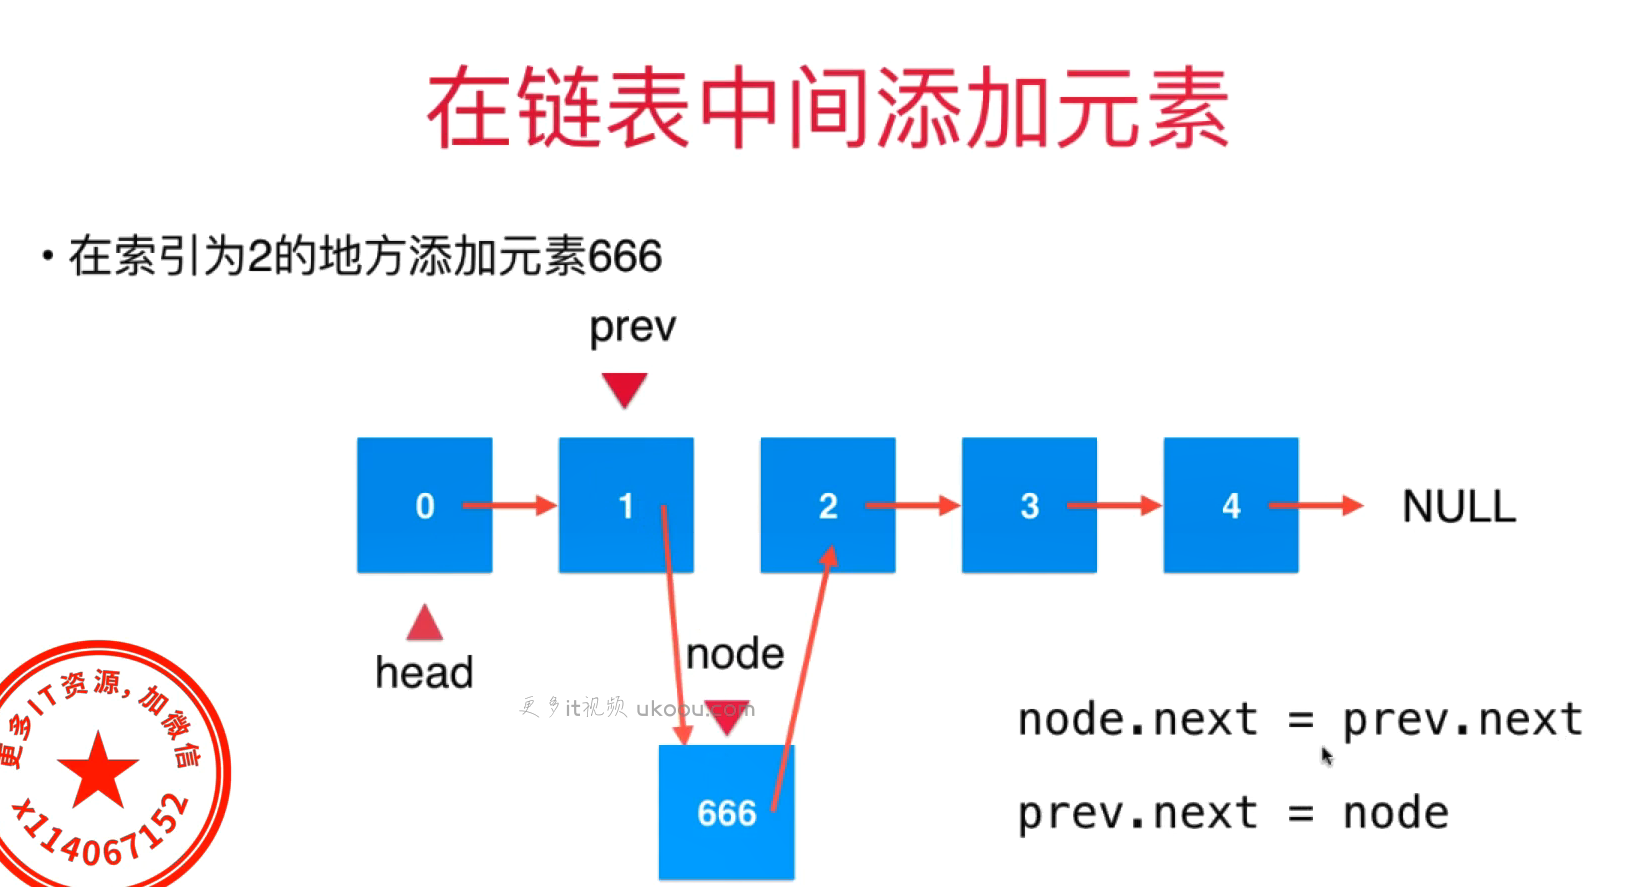 在链表中间添加元素
• 在索引为2的地方添加元素666
prev
0 1 2 3 4 NULL
head
node
更多it视频 ukoou.com
666
node.next = prev.next
prev.next = node
更多IT资源，加微信
x114067152